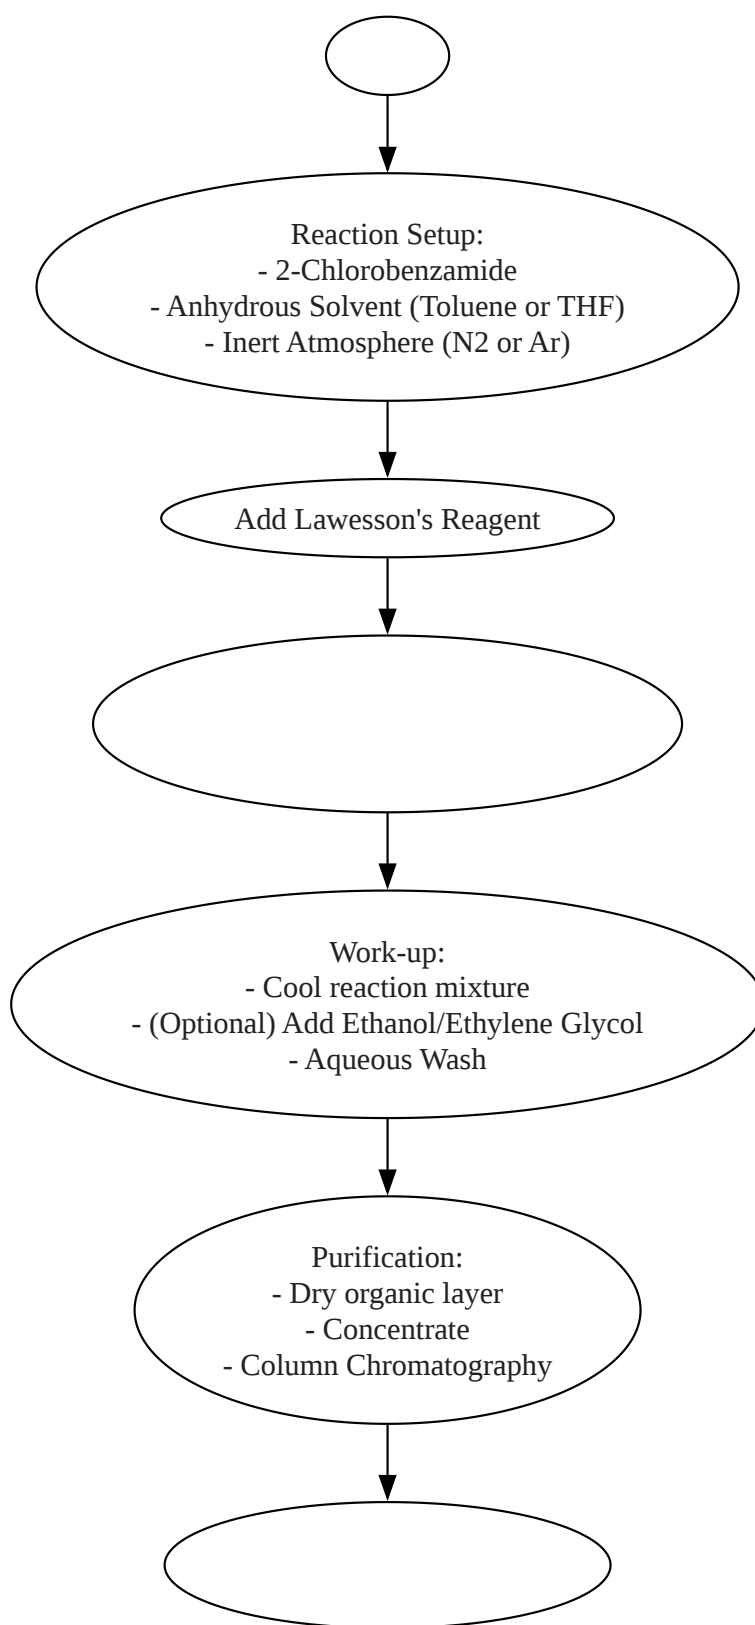 Reaction Setup:
- 2-Chlorobenzamide
- Anhydrous Solvent (Toluene or THF)
- Inert Atmosphere (N2 or Ar)
Add Lawesson's Reagent
Work-up:
- Cool reaction mixture
- (Optional) Add Ethanol/Ethylene Glycol
- Aqueous Wash
Purification:
- Dry organic layer
- Concentrate
- Column Chromatography